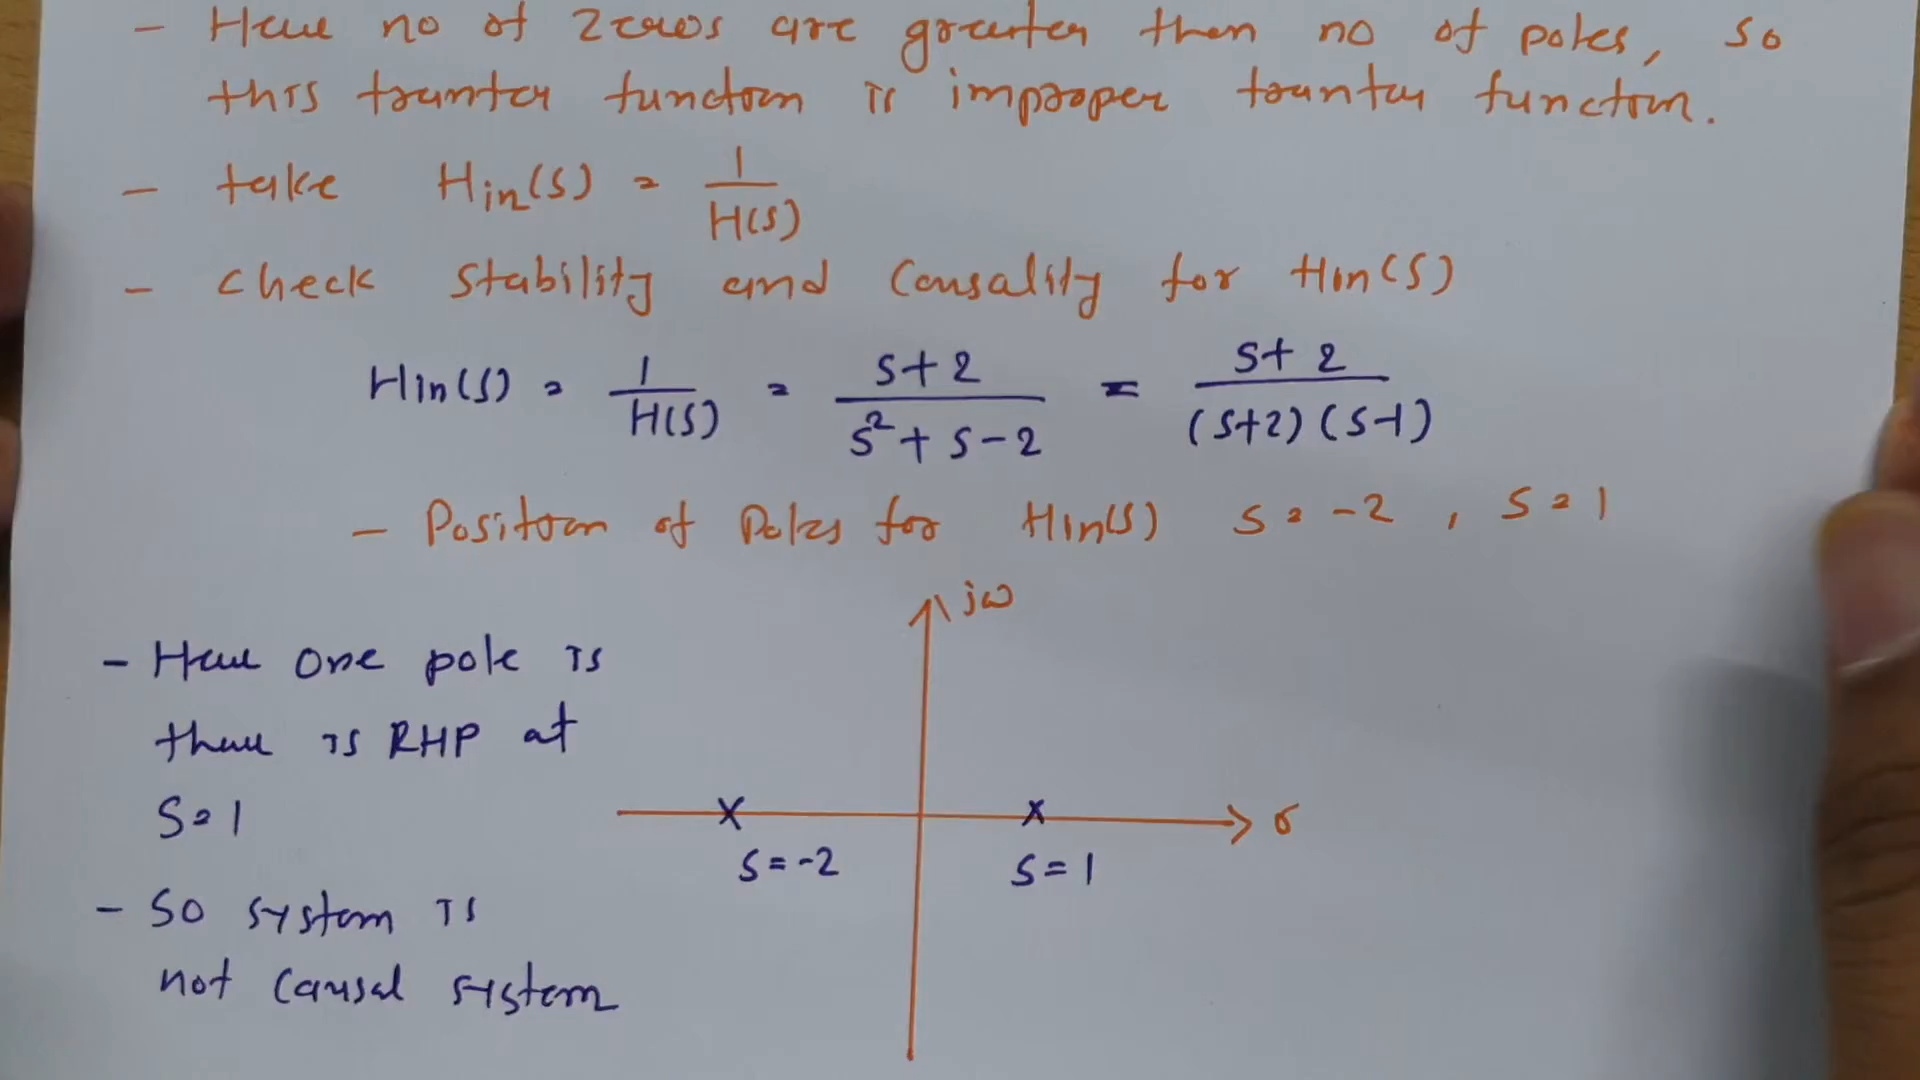 - Here no of zeros are greater then no of poles, so
this transfer function is improper transfer function.
- take Hin(s) = 1/H(s)
- check stability and Causality for Hin(s)
Hin(s) = 1/H(s) = s+2/s²+s-2 = s+2/(s+2)(s-1)
- Position of Poles for Hin(s) s=-2, s=1
jω
- Here one pole is
there is RHP at
s=1
σ
s=-2 s=1
- So system is
not causal system